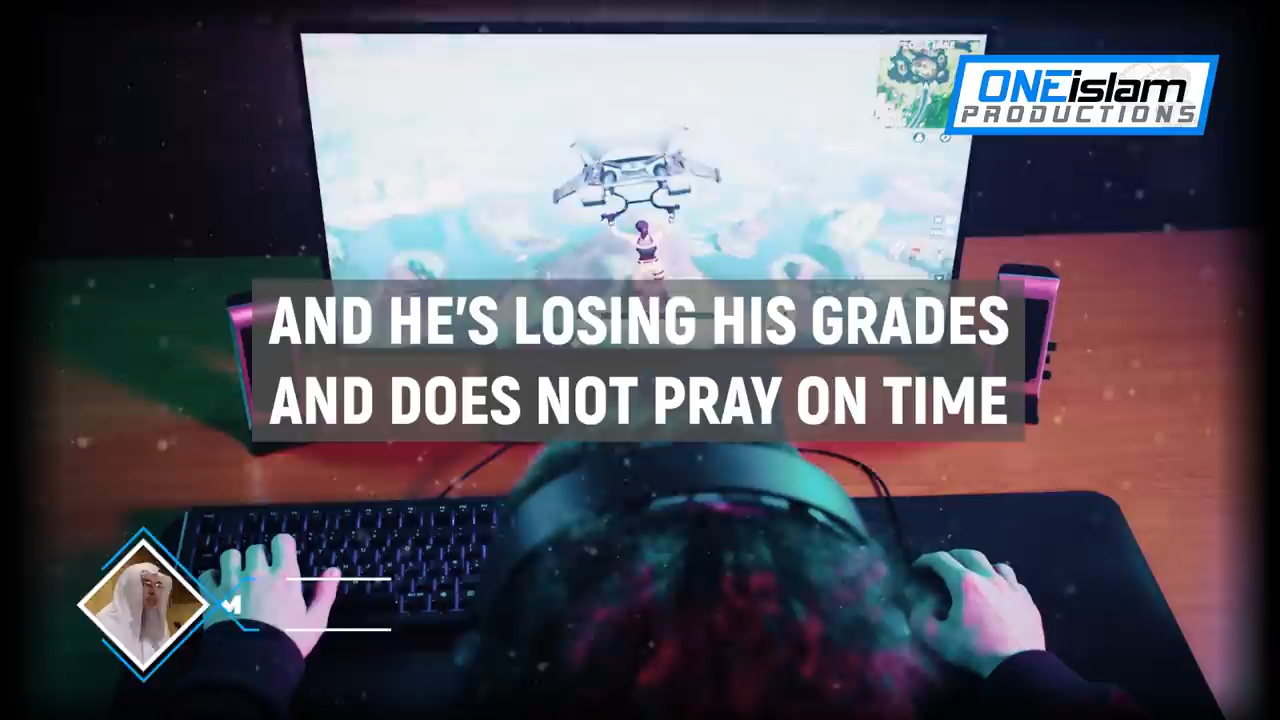 ONEislam
PRODUCTIONS
AND HE'S LOSING HIS GRADES
AND DOES NOT PRAY ON TIME
M